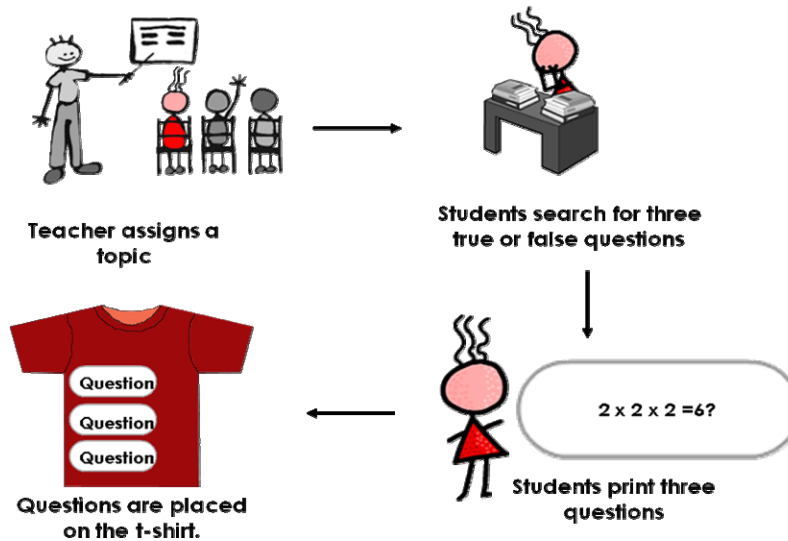 Teacher assigns a
topic
Students search for three
true or false questions
2 x 2 x 2 =6?
Students print three
questions
Question
Question
Question
Questions are placed
on the t-shirt.